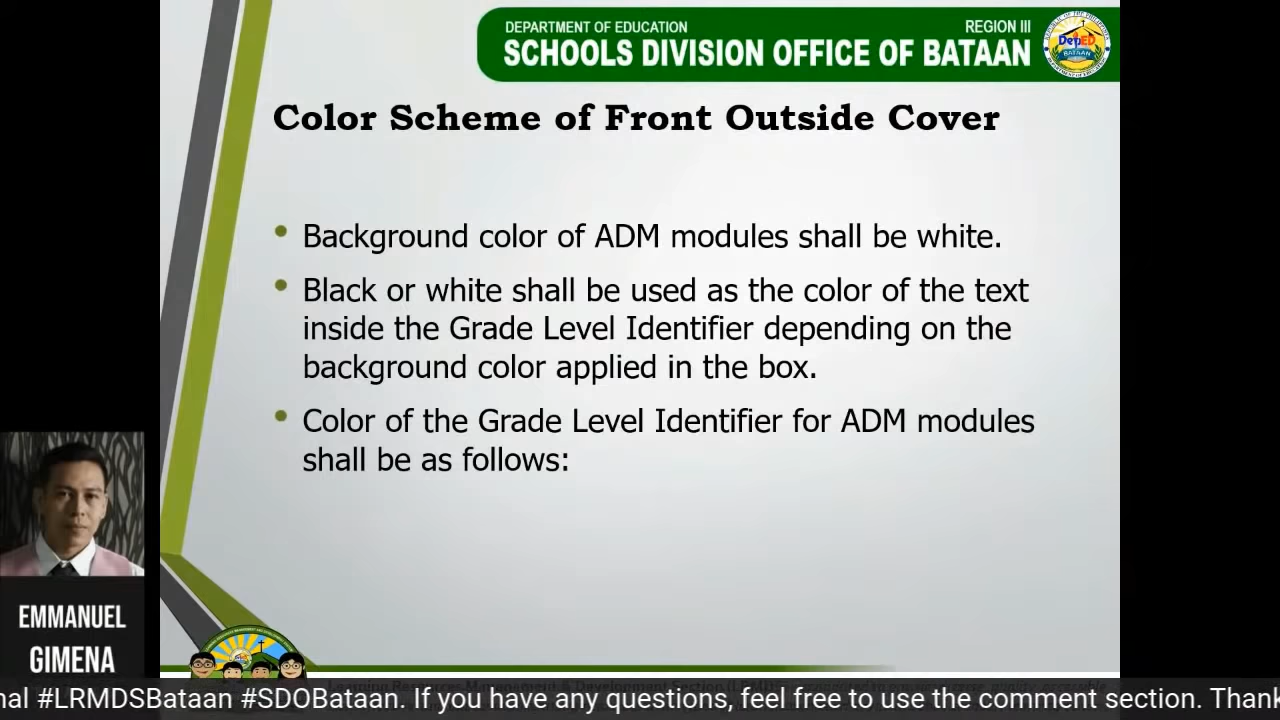 DEPARTMENT OF EDUCATION
REGION III
SCHOOLS DIVISION OFFICE OF BATAAN
DepED
BATAAN
Color Scheme of Front Outside Cover
• Background color of ADM modules shall be white.
• Black or white shall be used as the color of the text
inside the Grade Level Identifier depending on the
background color applied in the box.
• Color of the Grade Level Identifier for ADM modules
shall be as follows:
EMMANUEL
GIMENA
nal #LRMDSBataan #SDOBataan. If you have any questions, feel free to use the comment section. Thank